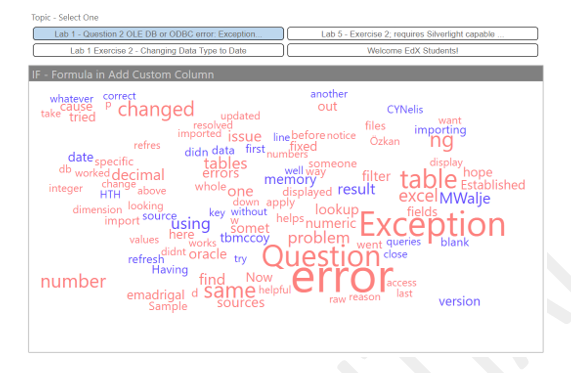 Topic - Select One
Lab 1 - Question 2 OLE DB or ODBC error: Exception...
Lab 5 - Exercise 2; requires Silverlight capable ...
Lab 1 Exercise 2 - Changing Data Type to Date
Welcome EdX Students!
IF - Formula in Add Custom Column
whatever correct another
take cause p changed out CYNelis
tried updated
resolved files want
imported issue before notice Özkan importing
refres line fixed ng
date didn data first numbers display
db specific tables someone
worked decimal errors well way filter table hope
integer change memory Established
HTH above whole one displayed result excel MWalje
looking down apply
dimension source key without lookup fields
import using w helps numeric Exception
values here somet problem
tbmccoy went queries blank
works Question
didnt oracle close
refresh try
Having error
number find Now access
emadrigal d same helpful last
Sample sources raw reason version